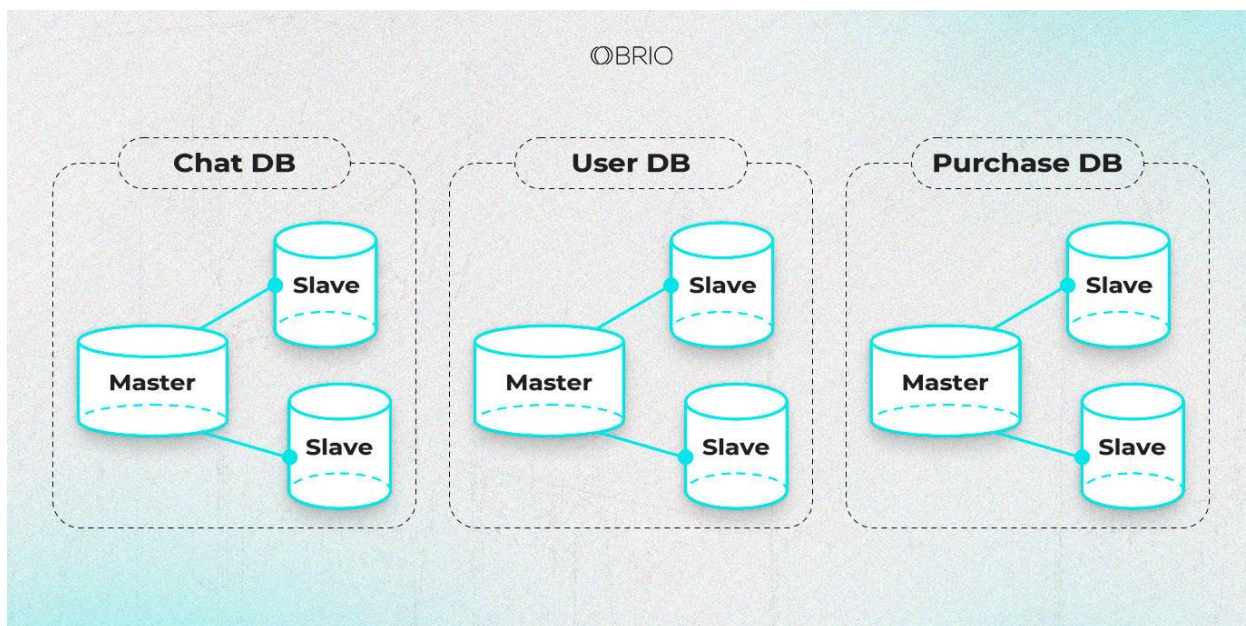 OBRIO
Chat DB
Slave
Master
Slave
User DB
Slave
Master
Slave
Purchase DB
Slave
Master
Slave